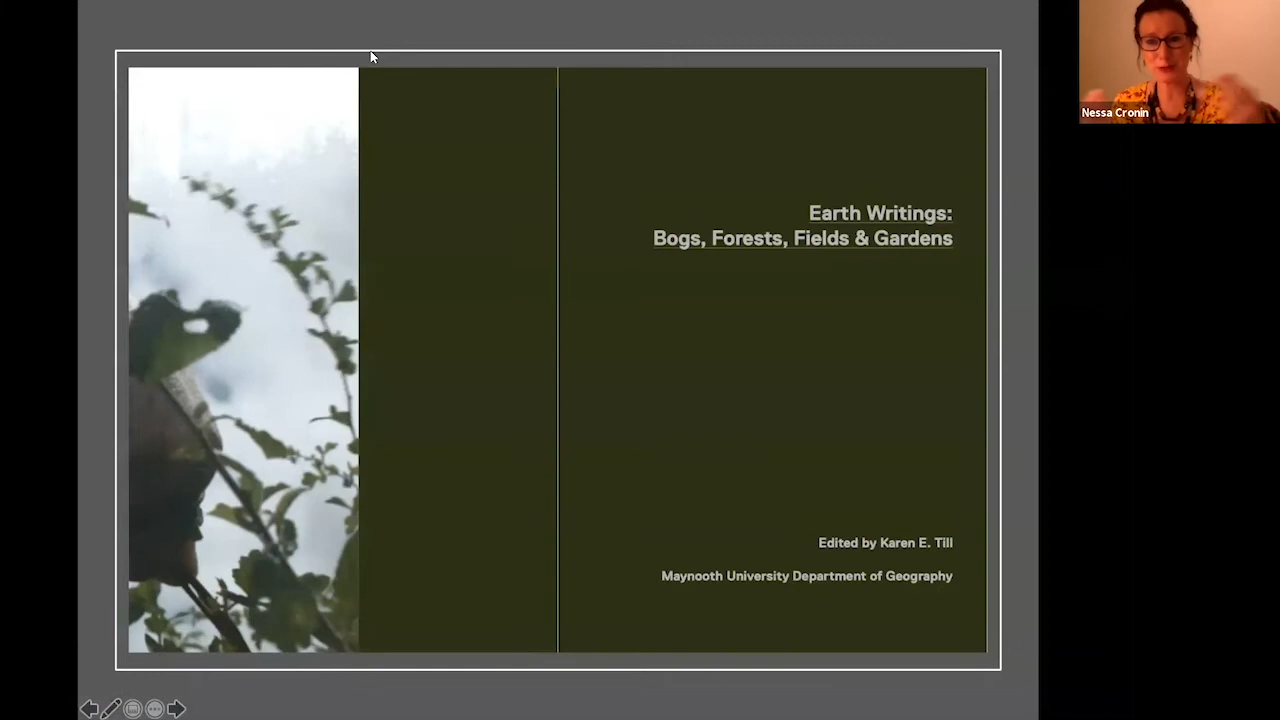 Nessa Cronin
Earth Writings:
Bogs, Forests, Fields & Gardens
Edited by Karen E. Till
Maynooth University Department of Geography